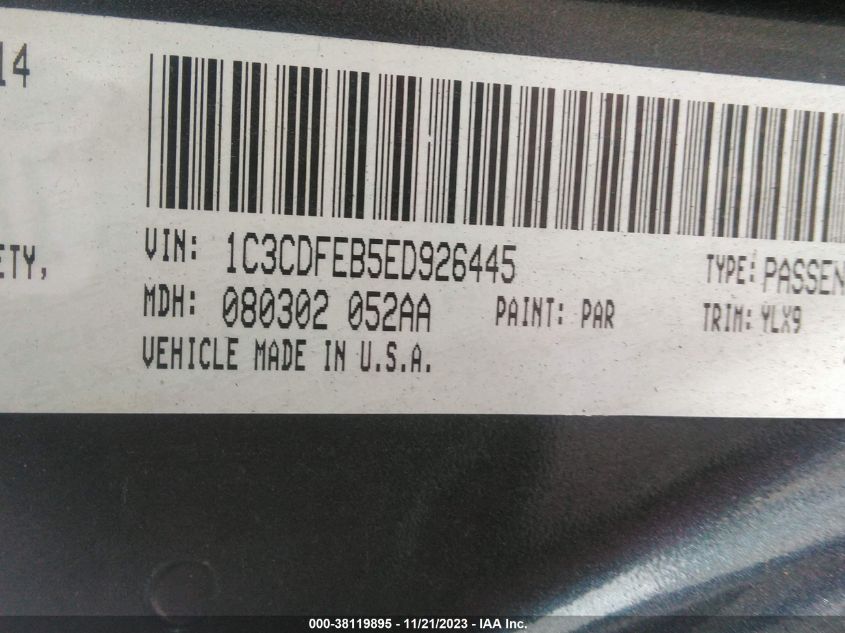 14
ETY,
VIN: 1C3CDFEB5ED926445 TYPE: PASSEN
MDH: 080302 052AA PAINT: PAR TRIM: YLX9
VEHICLE MADE IN U.S.A.
000-38119895 - 11/21/2023 - IAA Inc.